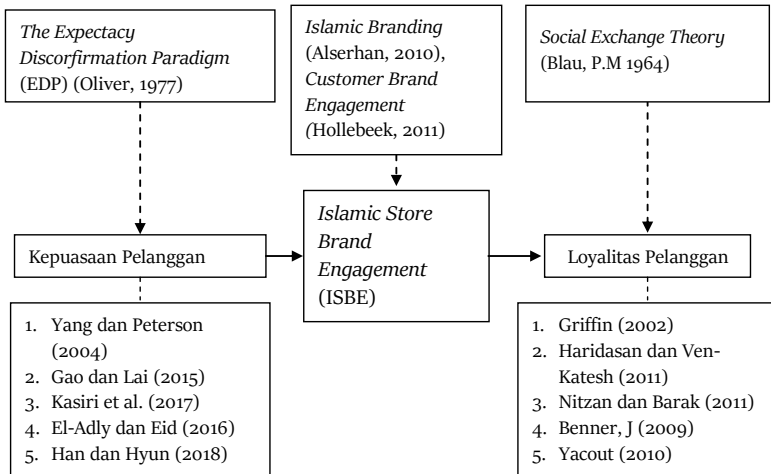 The Expectacy
Discorfirmation Paradigm
(EDP) (Oliver, 1977)
Islamic Branding
(Alserhan, 2010),
Customer Brand
Engagement
(Hollebeek, 2011)
Social Exchange Theory
(Blau, P.M 1964)
Kepuasaan Pelanggan
Islamic Store
Brand
Engagement
(ISBE)
Loyalitas Pelanggan
1. Yang dan Peterson
(2004)
2. Gao dan Lai (2015)
3. Kasiri et al. (2017)
4. El-Adly dan Eid (2016)
5. Han dan Hyun (2018)
1. Griffin (2002)
2. Haridasan dan Ven-
Katesh (2011)
3. Nitzan dan Barak (2011)
4. Benner, J (2009)
5. Yacout (2010)